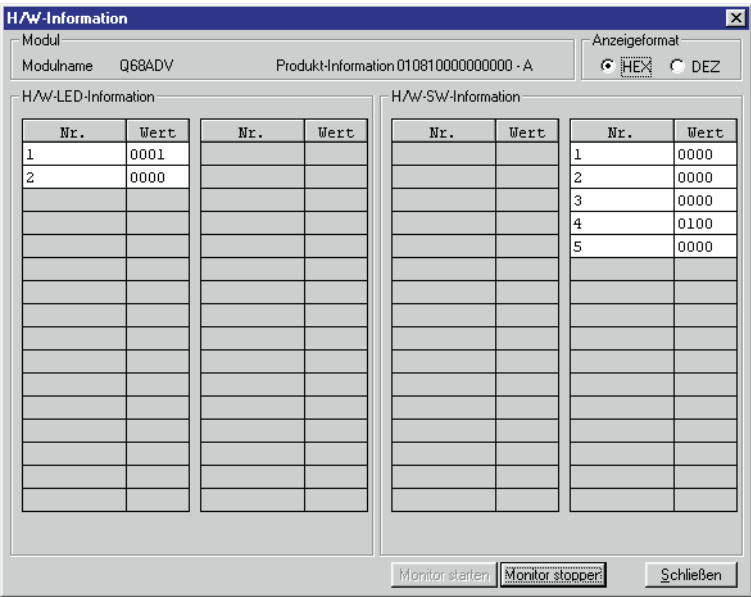 H/W-Information
Modul
Modulname Q68ADV Produkt-Information 010810000000000 - A
Anzeigeformat
HEX DEZ
H/W-LED-Information
Nr. Wert Nr. Wert
1 0001
2 0000
H/W-SW-Information
Nr. Wert Nr. Wert
1 0000
2 0000
3 0000
4 0100
5 0000
Monitor starten Monitor stoppen Schließen